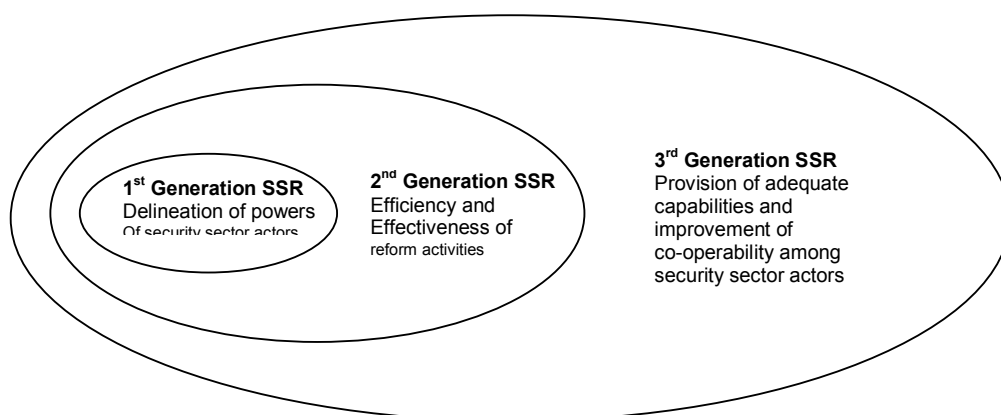 1st Generation SSR
Delineation of powers
Of security sector actors
2nd Generation SSR
Efficiency and
Effectiveness of
reform activities
3rd Generation SSR
Provision of adequate
capabilities and
improvement of
co-operability among
security sector actors